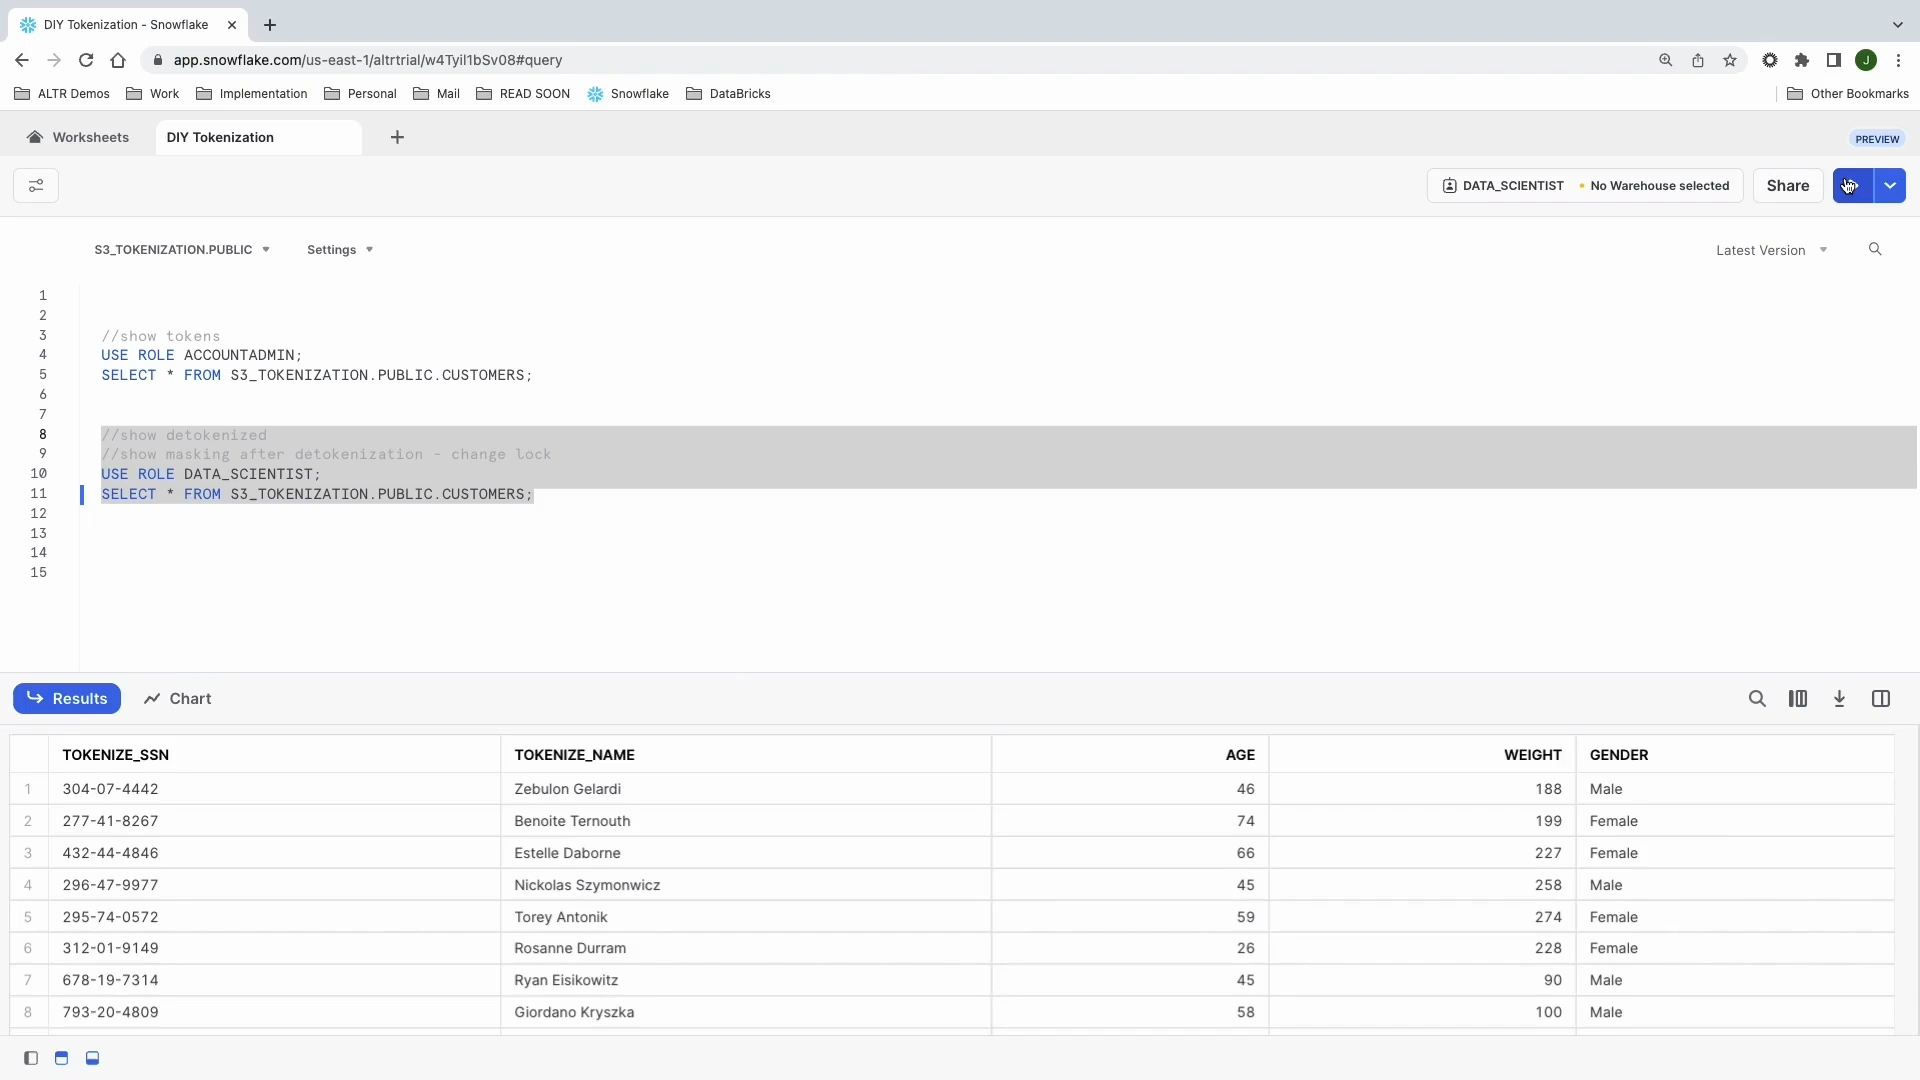 DIY Tokenization - Snowflake
app.snowflake.com/us-east-1/altrtrial/w4Tyil1bSv08#query
J
ALTR Demos Work Implementation Personal Mail READ SOON Snowflake DataBricks Other Bookmarks
Worksheets DIY Tokenization PREVIEW
DATA_SCIENTIST No Warehouse selected Share
S3_TOKENIZATION.PUBLIC Settings Latest Version
1
2
3 //show tokens
4 USE ROLE ACCOUNTADMIN;
5 SELECT * FROM S3_TOKENIZATION.PUBLIC.CUSTOMERS;
6
7
8 //show detokenized
9 //show masking after detokenization - change lock
10 USE ROLE DATA_SCIENTIST;
11 SELECT * FROM S3_TOKENIZATION.PUBLIC.CUSTOMERS;
12
13
14
15
Results Chart
TOKENIZE_SSN TOKENIZE_NAME AGE WEIGHT GENDER
1 304-07-4442 Zebulon Gelardi 46 188 Male
2 277-41-8267 Benoite Ternouth 74 199 Female
3 432-44-4846 Estelle Daborne 66 227 Female
4 296-47-9977 Nickolas Szymonwicz 45 258 Male
5 295-74-0572 Torey Antonik 59 274 Female
6 312-01-9149 Rosanne Durram 26 228 Female
7 678-19-7314 Ryan Eisikowitz 45 90 Male
8 793-20-4809 Giordano Kryszka 58 100 Male